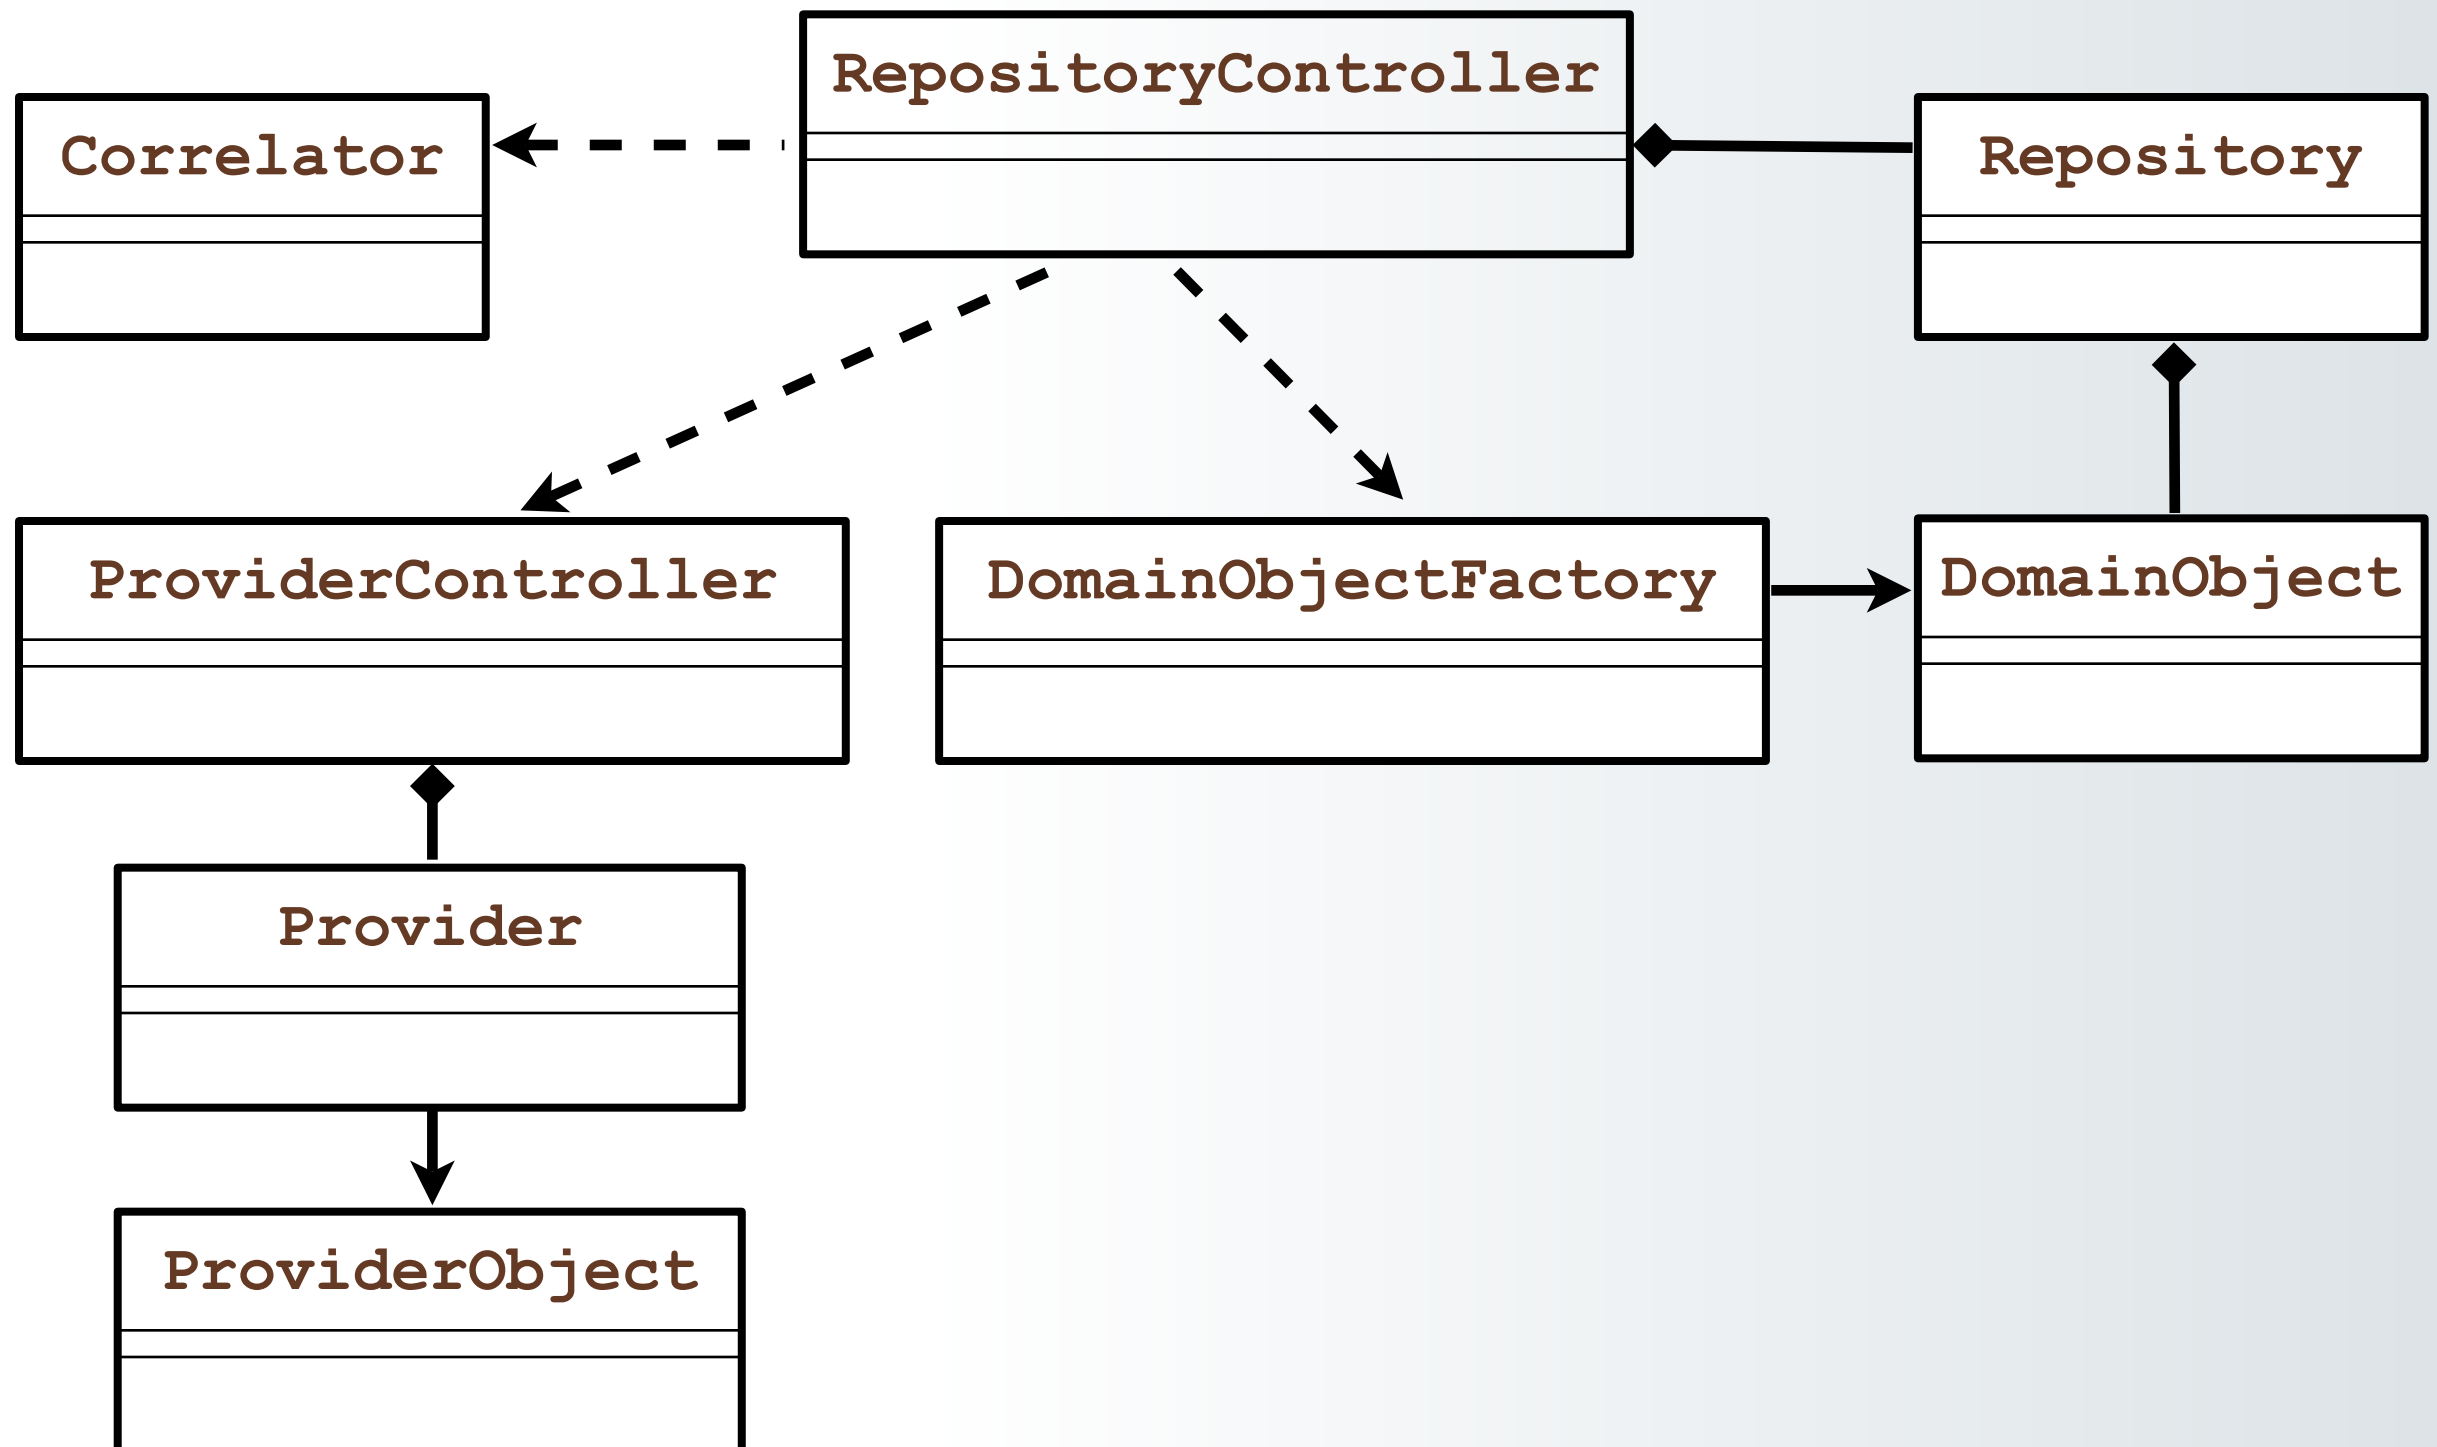 RepositoryController
Correlator
Repository
ProviderController
DomainObjectFactory
DomainObject
Provider
ProviderObject